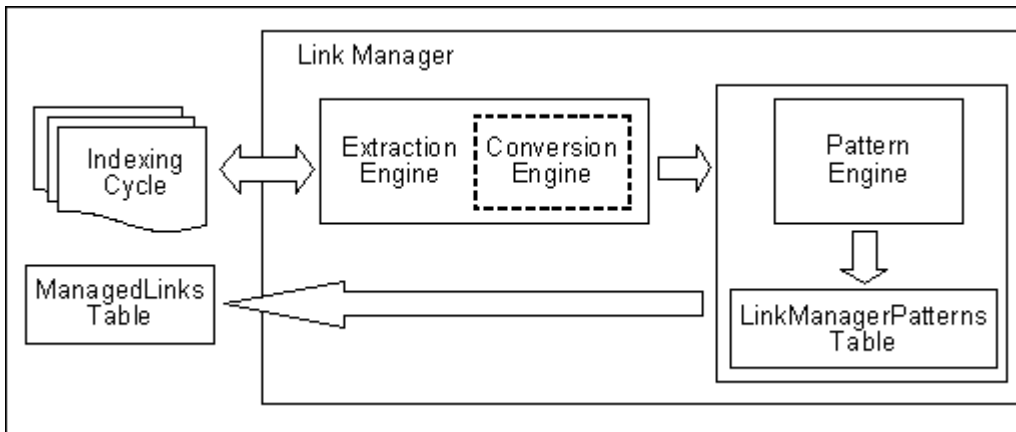 Link Manager
Indexing
Cycle
Extraction
Engine
Conversion
Engine
Pattern
Engine
ManagedLinks
Table
LinkManagerPatterns
Table